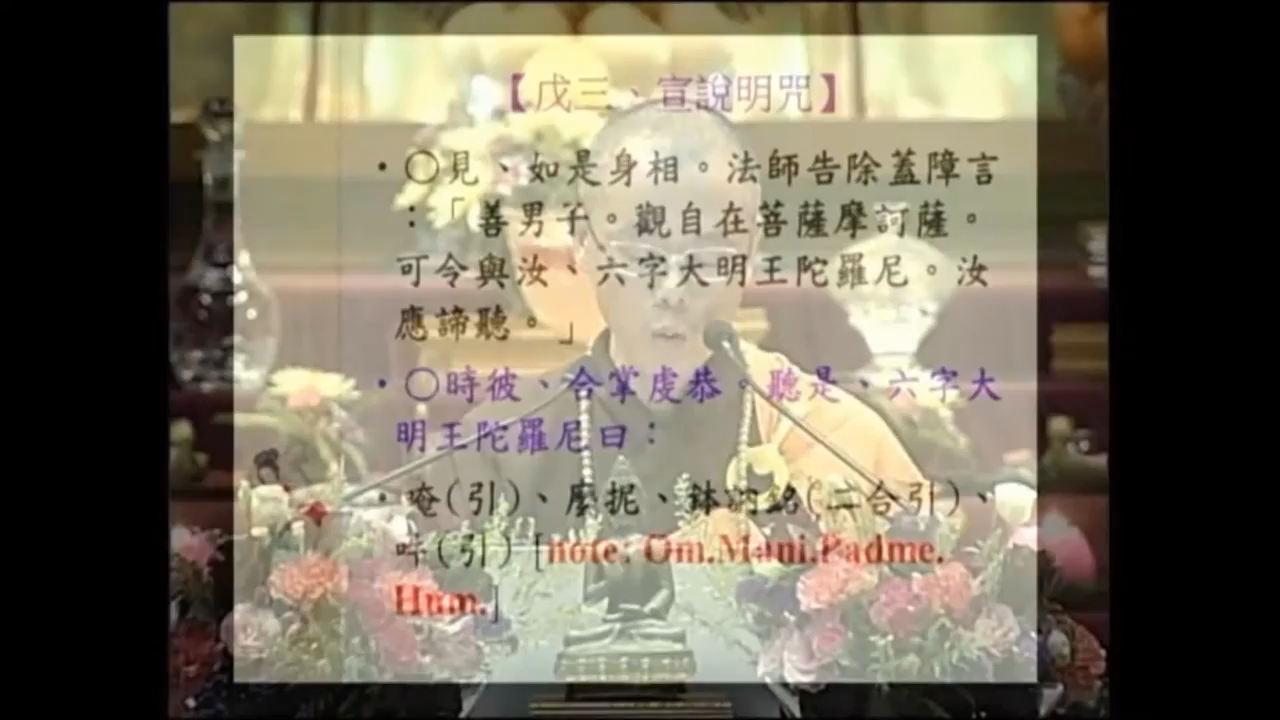 【戊三、宣說明咒】
•〇見、如是身相。法師告除蓋障言
：「善男子。觀自在菩薩摩訶薩。
可令與汝、六字大明王陀羅尼。汝
應諦聽。」
•〇時彼、合掌虔恭。聽是、六字大
明王陀羅尼曰：
•唵(引)、麼抳、鉢訥銘(二合引)、
吽(引) [note: Om.Mani.Padme.
Hum.]